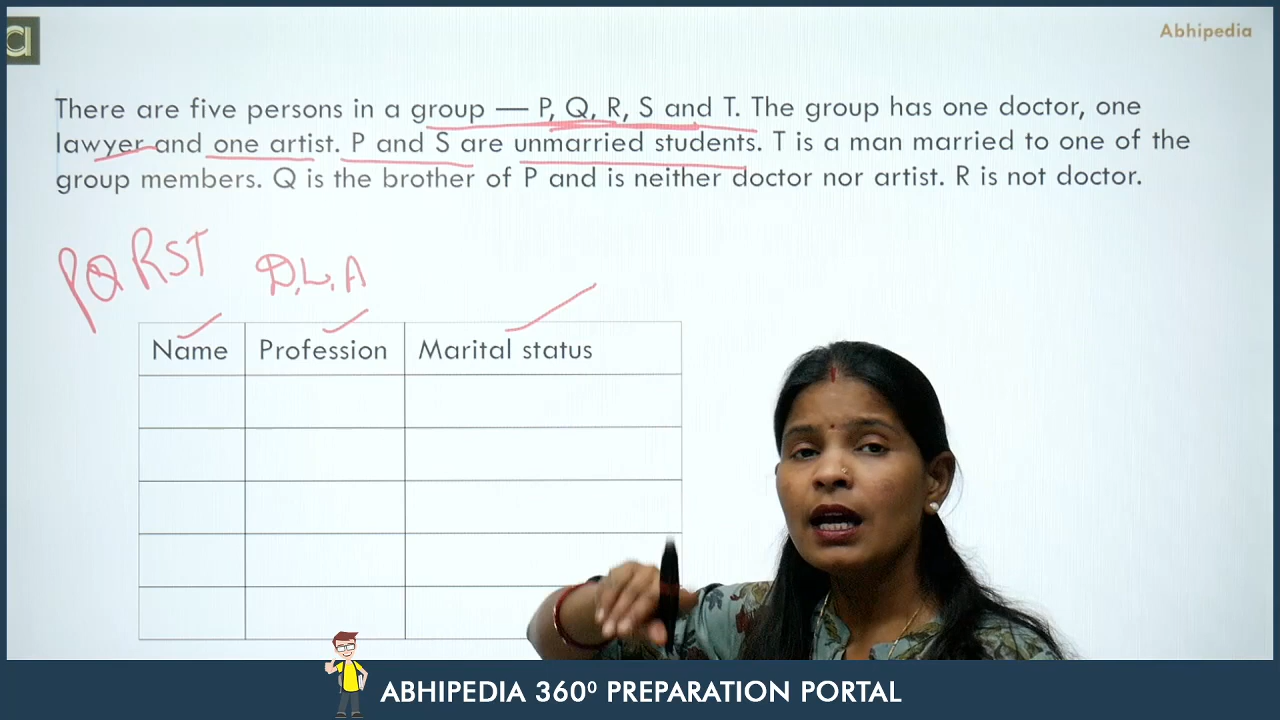 a
Abhipedia
There are five persons in a group — P, Q, R, S and T. The group has one doctor, one
lawyer and one artist. P and S are unmarried students. T is a man married to one of the
group members. Q is the brother of P and is neither doctor nor artist. R is not doctor.
PQRST D.L.A
Name Profession Marital status
ABHIPEDIA 360⁰ PREPARATION PORTAL